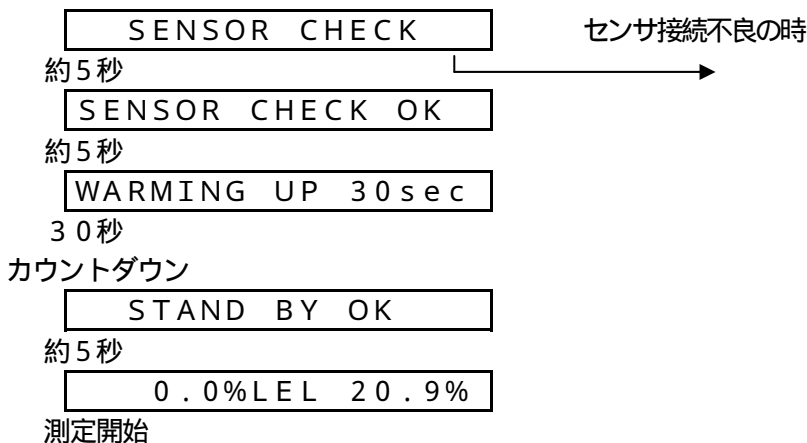 SENSOR CHECK センサ接続不良の時
約5秒
SENSOR CHECK OK
約5秒
WARMING UP 30sec
30秒
カウントダウン
STAND BY OK
約5秒
0.0%LEL 20.9%
測定開始